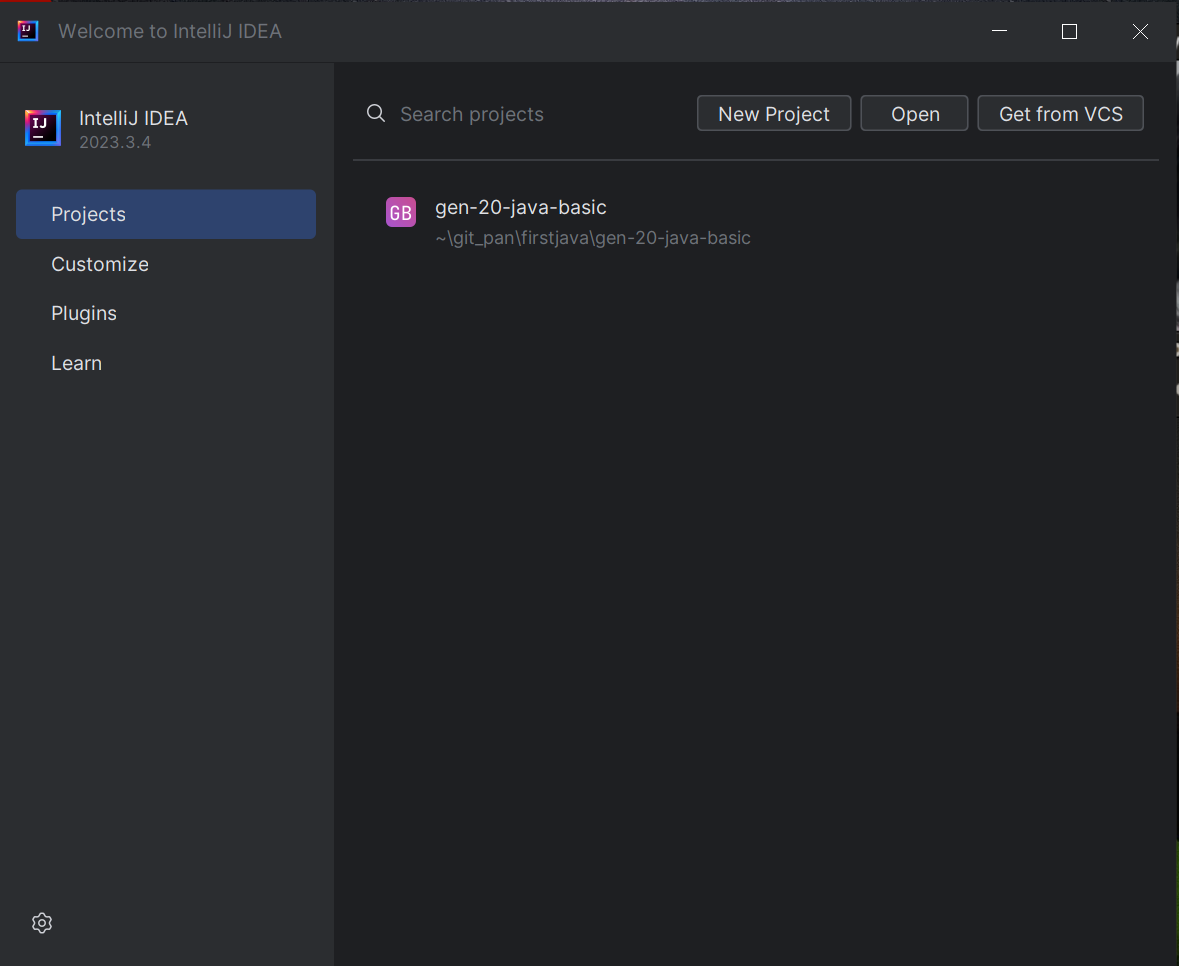 Welcome to IntelliJ IDEA
IntelliJ IDEA
2023.3.4
Projects
Customize
Plugins
Learn
Search projects
New Project
Open
Get from VCS
GB
gen-20-java-basic
~\git_pan\firstjava\gen-20-java-basic